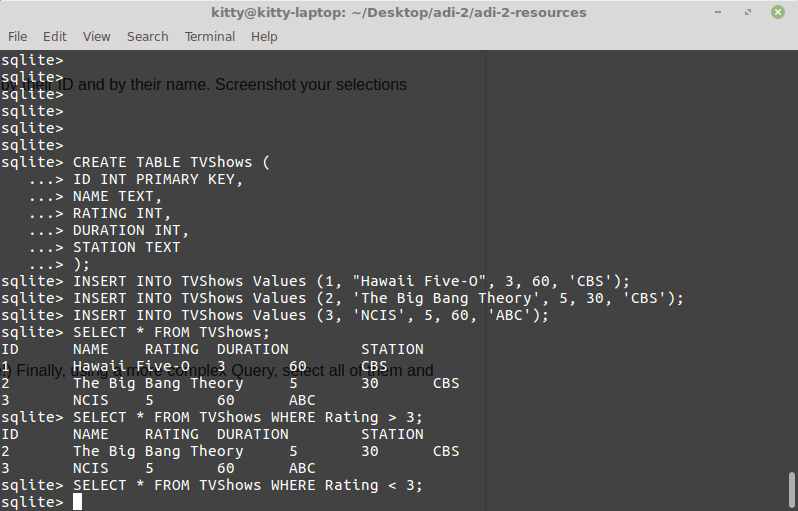 kitty@kitty-laptop: ~/Desktop/adi-2/adi-2-resources
File Edit View Search Terminal Help
sqlite>
sqlite>
by their ID and by their name. Screenshot your selections
sqlite>
sqlite>
sqlite>
sqlite>
sqlite> CREATE TABLE TVShows (
...> ID INT PRIMARY KEY,
...> NAME TEXT,
...> RATING INT,
...> DURATION INT,
...> STATION TEXT
...> );
sqlite> INSERT INTO TVShows Values (1, "Hawaii Five-O", 3, 60, 'CBS');
sqlite> INSERT INTO TVShows Values (2, 'The Big Bang Theory', 5, 30, 'CBS');
sqlite> INSERT INTO TVShows Values (3, 'NCIS', 5, 60, 'ABC');
sqlite> SELECT * FROM TVShows;
ID NAME RATING DURATION STATION
1 Hawaii Five-O 3 60 CBS
) Finally, using a more complex Query, select all of them and
2 The Big Bang Theory 5 30 CBS
3 NCIS 5 60 ABC
sqlite> SELECT * FROM TVShows WHERE Rating > 3;
ID NAME RATING DURATION STATION
2 The Big Bang Theory 5 30 CBS
3 NCIS 5 60 ABC
sqlite> SELECT * FROM TVShows WHERE Rating < 3;
sqlite>